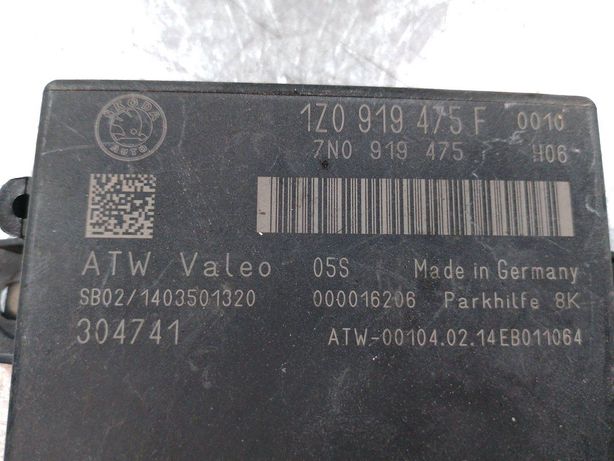 SKODA AUTO
1Z0 919 475 F 0010
7N0 919 475 H06
ATW Valeo 05S Made in Germany
SB02/1403501320 000016206 Parkhilfe 8K
304741 ATW-00104.02.14EB011064